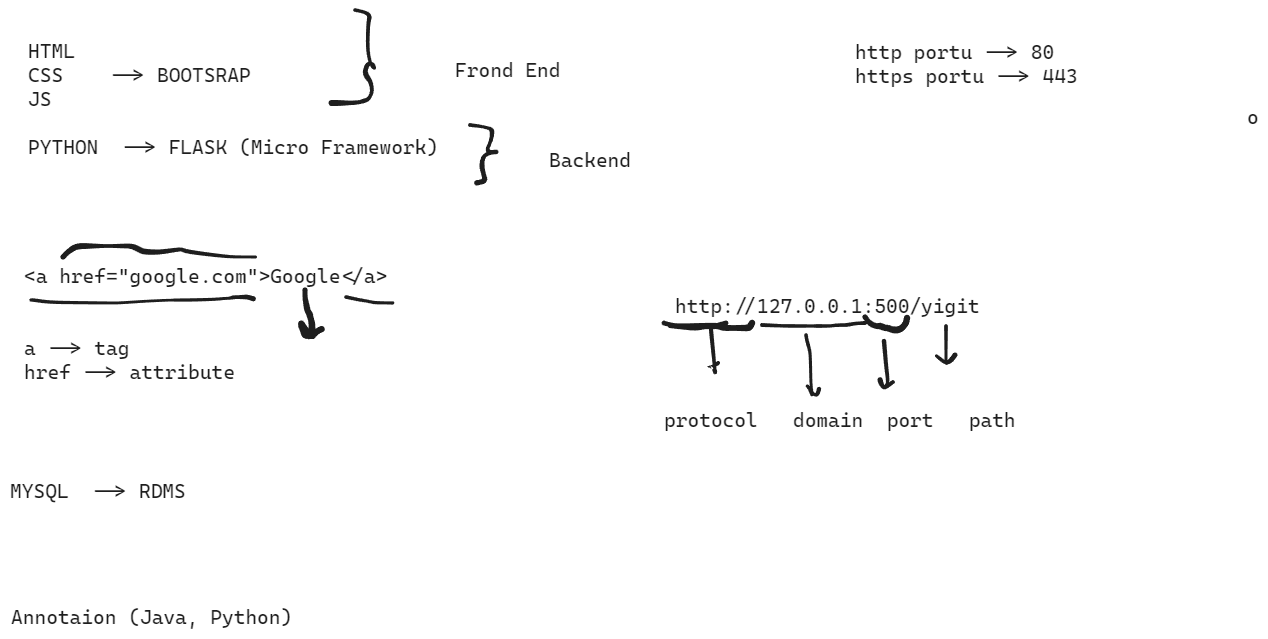 HTML
CSS → BOOTSRAP
JS
Frond End
PYTHON → FLASK (Micro Framework)
Backend
http portu → 80
https portu → 443
o
<a href="google.com">Google</a>
a → tag
href → attribute
http://127.0.0.1:500/yigit
protocol domain port path
MYSQL → RDMS
Annotaion (Java, Python)